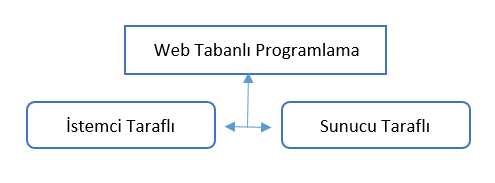 Web Tabanlı Programlama
İstemci Taraflı
Sunucu Taraflı